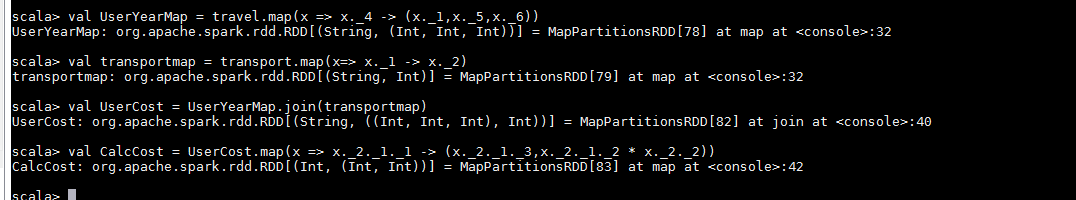 scala> val UserYearMap = travel.map(x => x._4 -> (x._1,x._5,x._6))
UserYearMap: org.apache.spark.rdd.RDD[(String, (Int, Int, Int))] = MapPartitionsRDD[78] at map at <console>:32
scala> val transportmap = transport.map(x=> x._1 -> x._2)
transportmap: org.apache.spark.rdd.RDD[(String, Int)] = MapPartitionsRDD[79] at map at <console>:32
scala> val UserCost = UserYearMap.join(transportmap)
UserCost: org.apache.spark.rdd.RDD[(String, ((Int, Int, Int), Int))] = MapPartitionsRDD[82] at join at <console>:40
scala> val CalcCost = UserCost.map(x => x._2._1._1 -> (x._2._1._3,x._2._1._2 * x._2._2))
CalcCost: org.apache.spark.rdd.RDD[(Int, (Int, Int))] = MapPartitionsRDD[83] at map at <console>:42
scala>